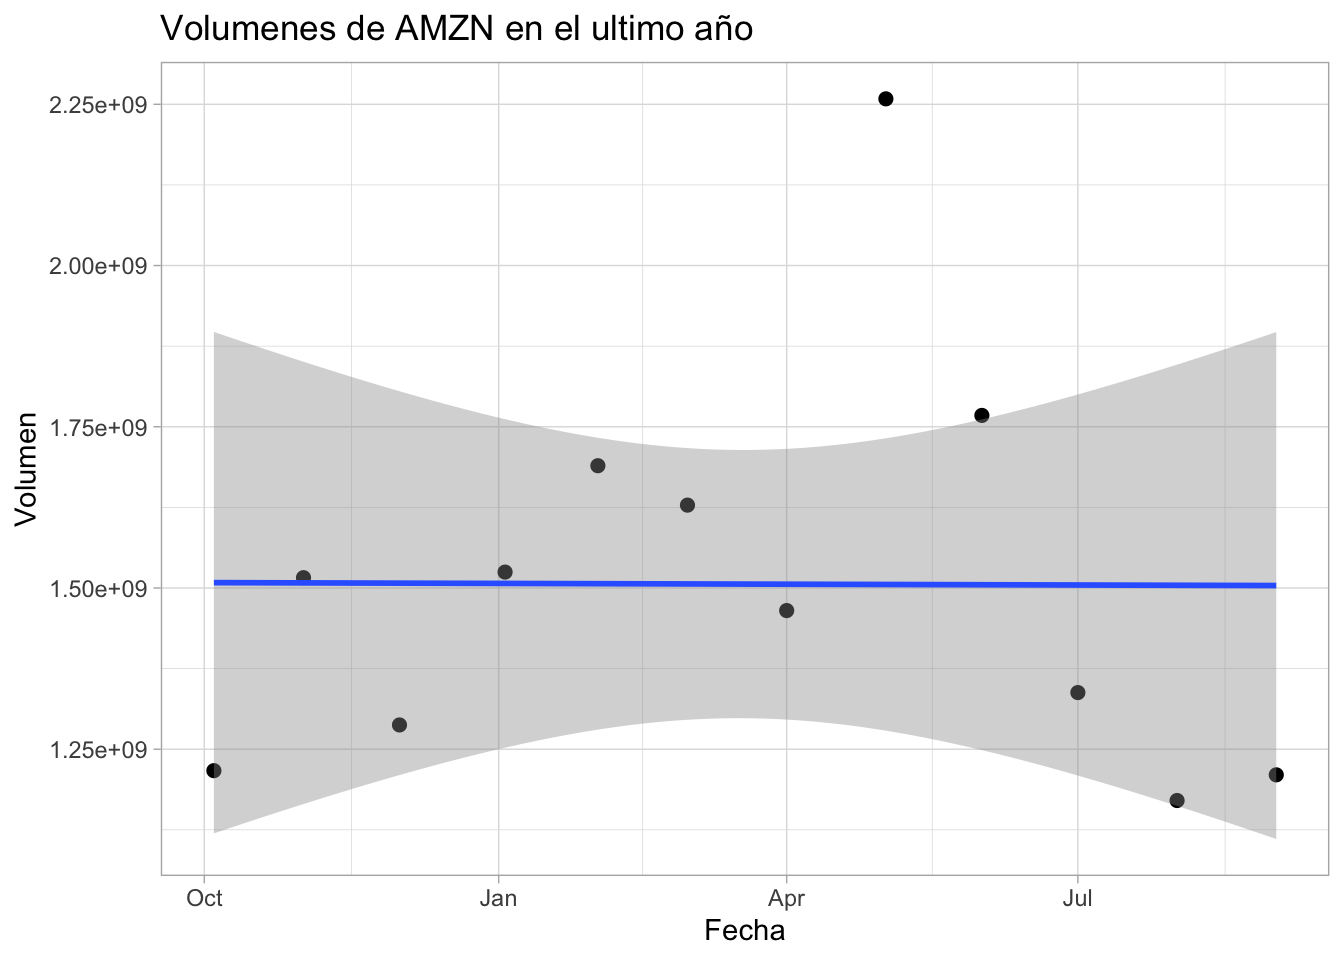 Volumenes de AMZN en el ultimo año
2.25e+09
2.00e+09
1.75e+09
1.50e+09
1.25e+09
Volumen
Oct
Jan
Apr
Jul
Fecha